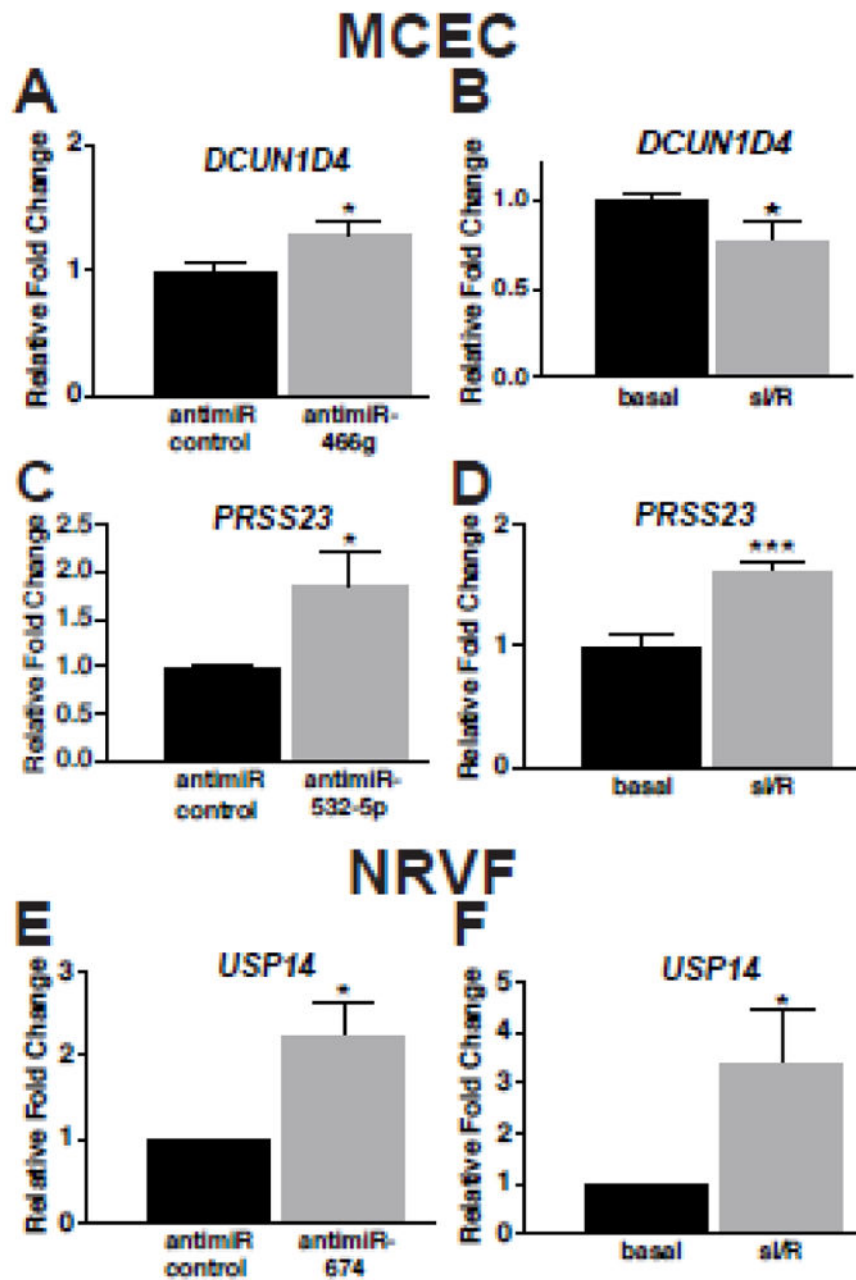 MCEC
A
DCUN1D4
Relative Fold Change
2
1
0
*
antimiR control
antimiR-466g
B
DCUN1D4
Relative Fold Change
1.0
0.5
0.0
*
basal
sI/R
C
PRSS23
Relative Fold Change
2.5
2.0
1.5
1.0
0.5
0.0
*
antimiR control
antimiR-532-5p
D
PRSS23
Relative Fold Change
2
1
0
***
basal
sI/R
NRVF
E
USP14
Relative Fold Change
3
2
1
0
*
antimiR control
antimiR-674
F
USP14
Relative Fold Change
5
4
3
2
1
0
*
basal
sI/R